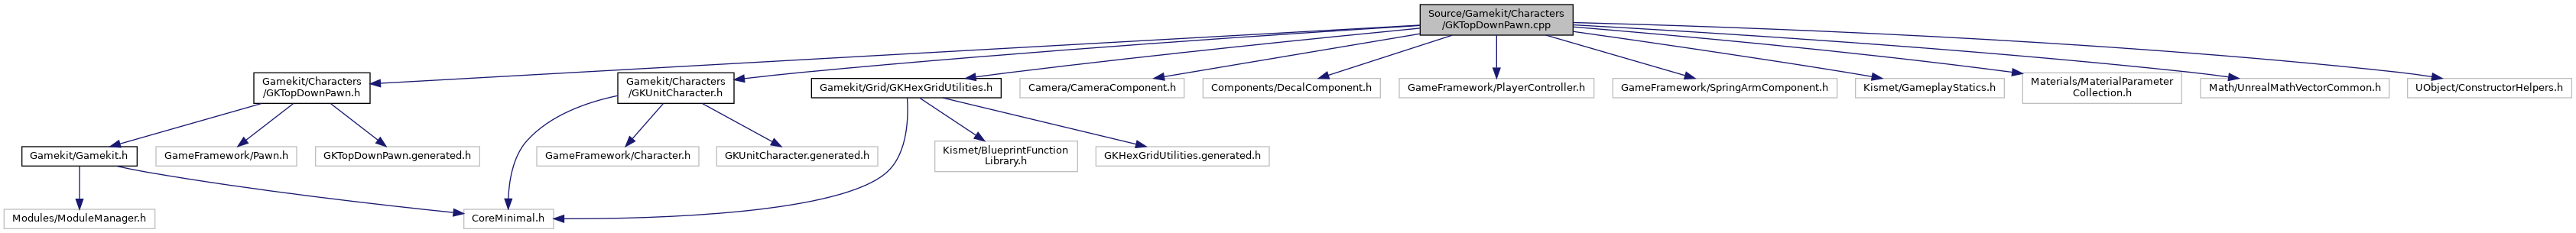 Source/Gamekit/Characters
/GKTopDownPawn.cpp
Gamekit/Characters
/GKTopDownPawn.h
Gamekit/Characters
/GKUnitCharacter.h
Gamekit/Grid/GKHexGridUtilities.h
Camera/CameraComponent.h
Components/DecalComponent.h
GameFramework/PlayerController.h
GameFramework/SpringArmComponent.h
Kismet/GameplayStatics.h
Materials/MaterialParameter
Collection.h
Math/UnrealMathVectorCommon.h
UObject/ConstructorHelpers.h
Gamekit/Gamekit.h
GameFramework/Pawn.h
GKTopDownPawn.generated.h
GameFramework/Character.h
GKUnitCharacter.generated.h
Kismet/BlueprintFunction
Library.h
GKHexGridUtilities.generated.h
Modules/ModuleManager.h
CoreMinimal.h